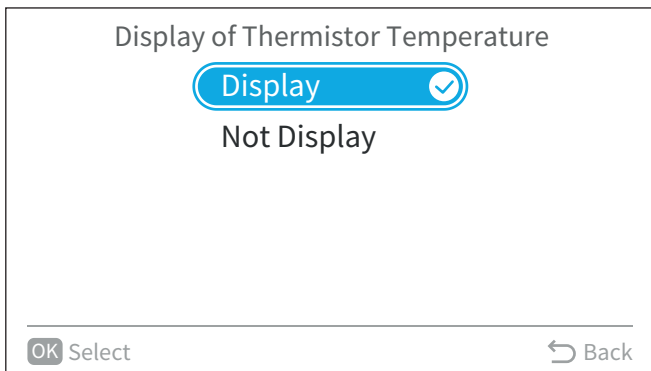 Display of Thermistor Temperature
Display
Not Display
OK Select
Back